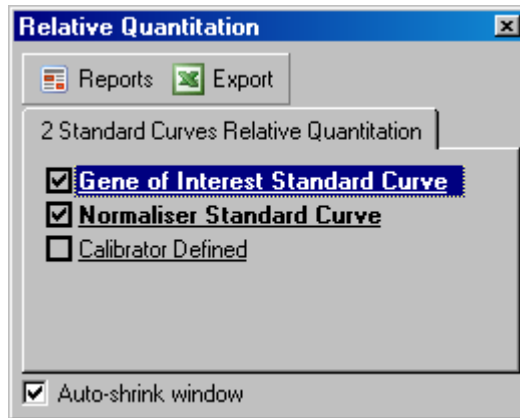 Relative Quantitation
Reports Export
2 Standard Curves Relative Quantitation
Gene of Interest Standard Curve
Normaliser Standard Curve
Calibrator Defined
Auto-shrink window